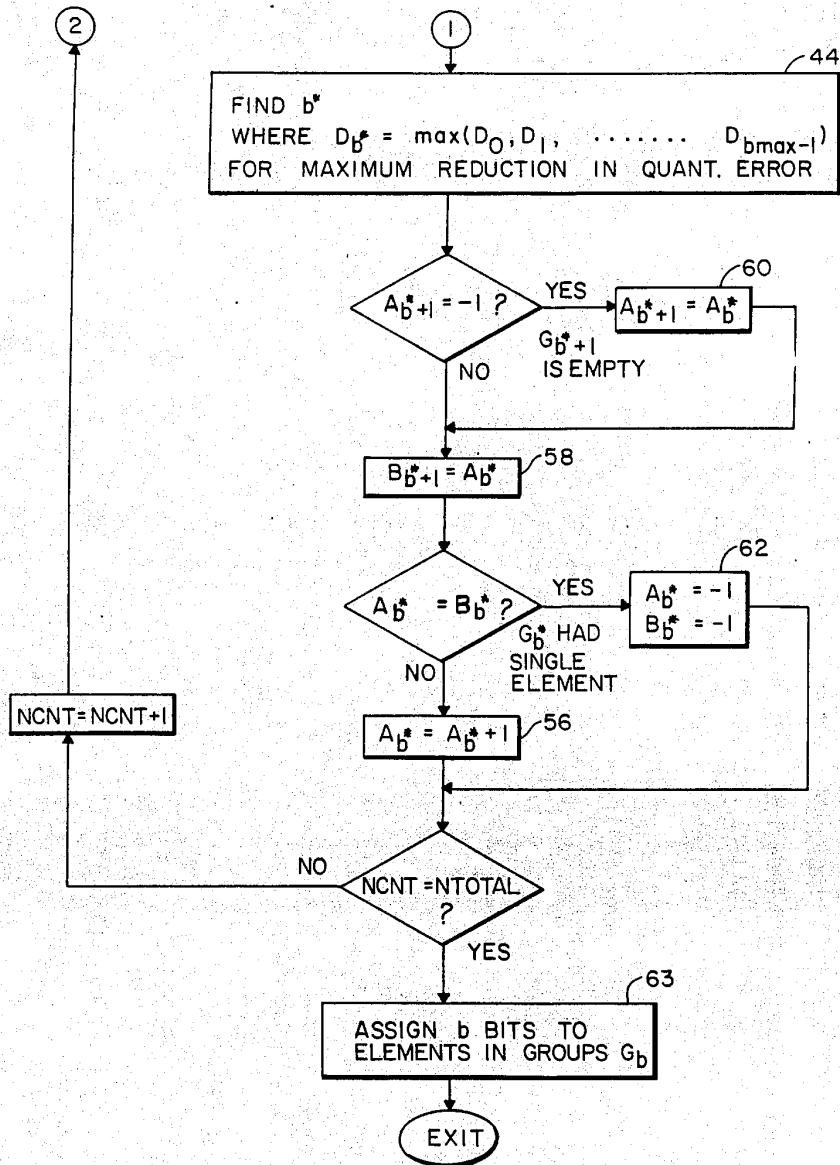 2
1
44
FIND b*
WHERE D_b* = max(D_0, D_1, ....... D_bmax-1)
FOR MAXIMUM REDUCTION IN QUANT. ERROR
A_b*+1 = -1 ?
YES
60
A_b*+1 = A_b*
G_b*+1
IS EMPTY
NO
58
B_b*+1 = A_b*
A_b* = B_b* ?
YES
62
A_b* = -1
B_b* = -1
G_b* HAD
SINGLE
ELEMENT
NO
NCNT=NCNT+1
A_b* = A_b*+1
56
NO
NCNT=NTOTAL
?
YES
63
ASSIGN b BITS TO
ELEMENTS IN GROUPS G_b
EXIT